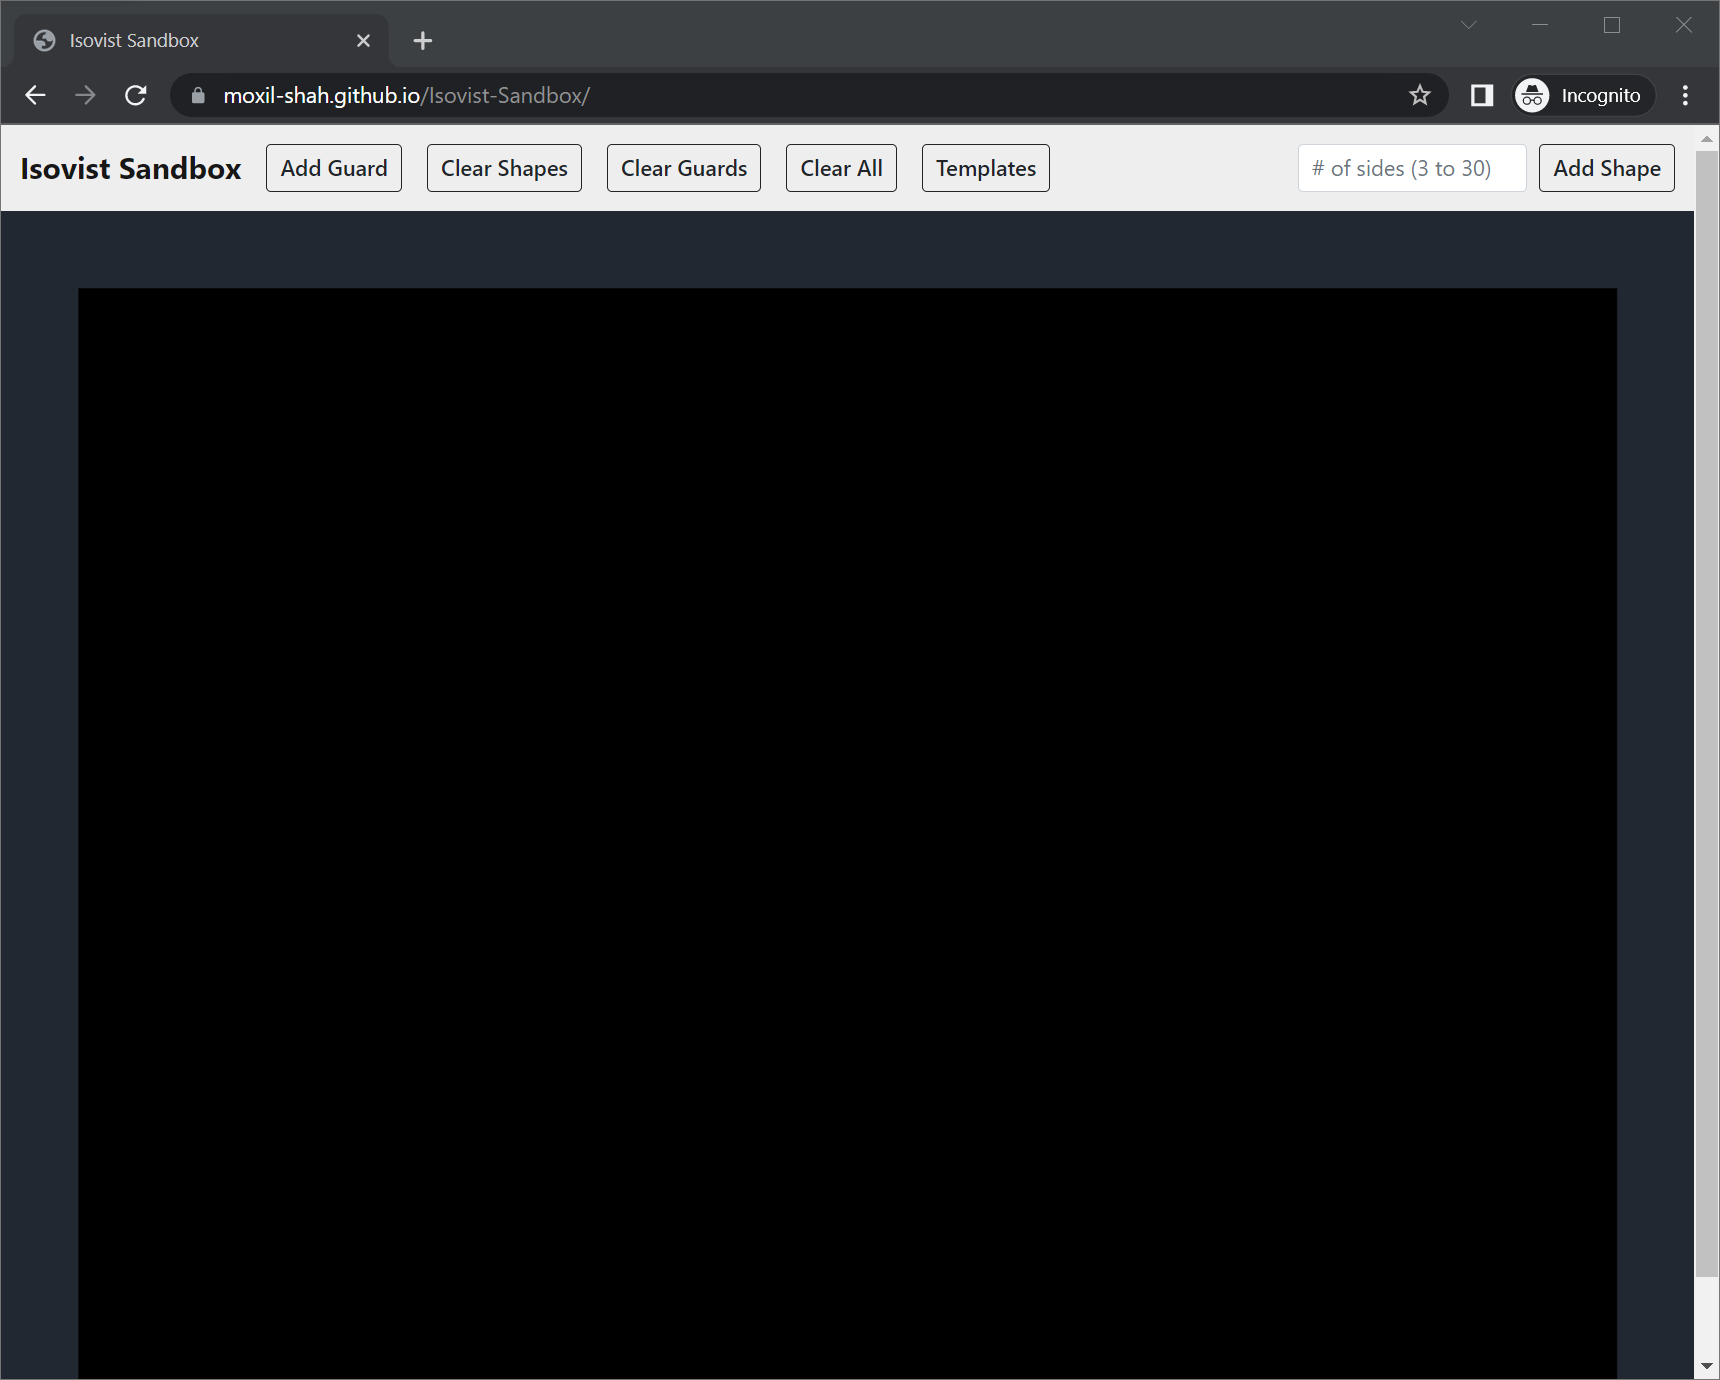 Isovist Sandbox
moxil-shah.github.io/Isovist-Sandbox/
Incognito
Isovist Sandbox Add Guard Clear Shapes Clear Guards Clear All Templates # of sides (3 to 30) Add Shape